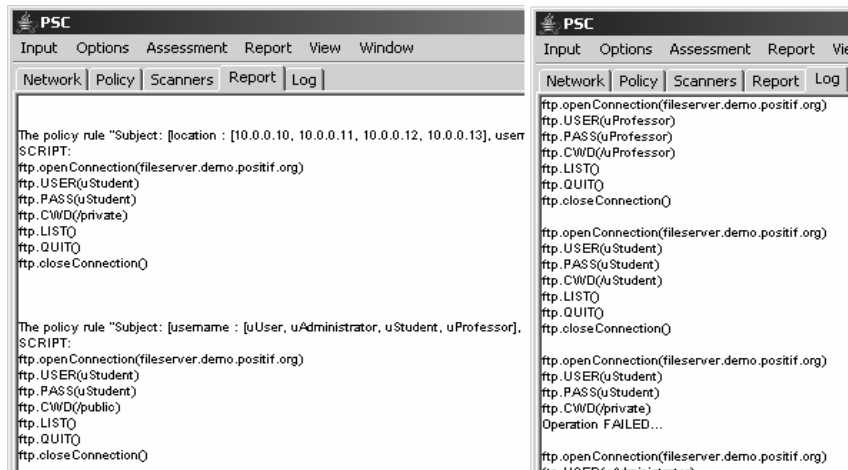 PSC
Input Options Assessment Report View Window
Network Policy Scanners Report Log
The policy rule "Subject: [location : [10.0.0.10, 10.0.0.11, 10.0.0.12, 10.0.0.13], usern
SCRIPT:
ftp.openConnection(fileserver.demo.positif.org)
ftp.USER(uStudent)
ftp.PASS(uStudent)
ftp.CWD(/private)
ftp.LIST()
ftp.QUIT()
ftp.closeConnection()
The policy rule "Subject: [username : [uUser, uAdministrator, uStudent, uProfessor],
SCRIPT:
ftp.openConnection(fileserver.demo.positif.org)
ftp.USER(uStudent)
ftp.PASS(uStudent)
ftp.CWD(/public)
ftp.LIST()
ftp.QUIT()
ftp.closeConnection()
PSC
Input Options Assessment Report Vie
Network Policy Scanners Report Log
ftp.openConnection(fileserver.demo.positif.org)
ftp.USER(uProfessor)
ftp.PASS(uProfessor)
ftp.CWD(/uProfessor)
ftp.LIST()
ftp.QUIT()
ftp.closeConnection()
ftp.openConnection(fileserver.demo.positif.org)
ftp.USER(uStudent)
ftp.PASS(uStudent)
ftp.CWD(/uStudent)
ftp.LIST()
ftp.QUIT()
ftp.closeConnection()
ftp.openConnection(fileserver.demo.positif.org)
ftp.USER(uStudent)
ftp.PASS(uStudent)
ftp.CWD(/private)
Operation FAILED...
ftp.openConnection(fileserver.demo.positif.org)